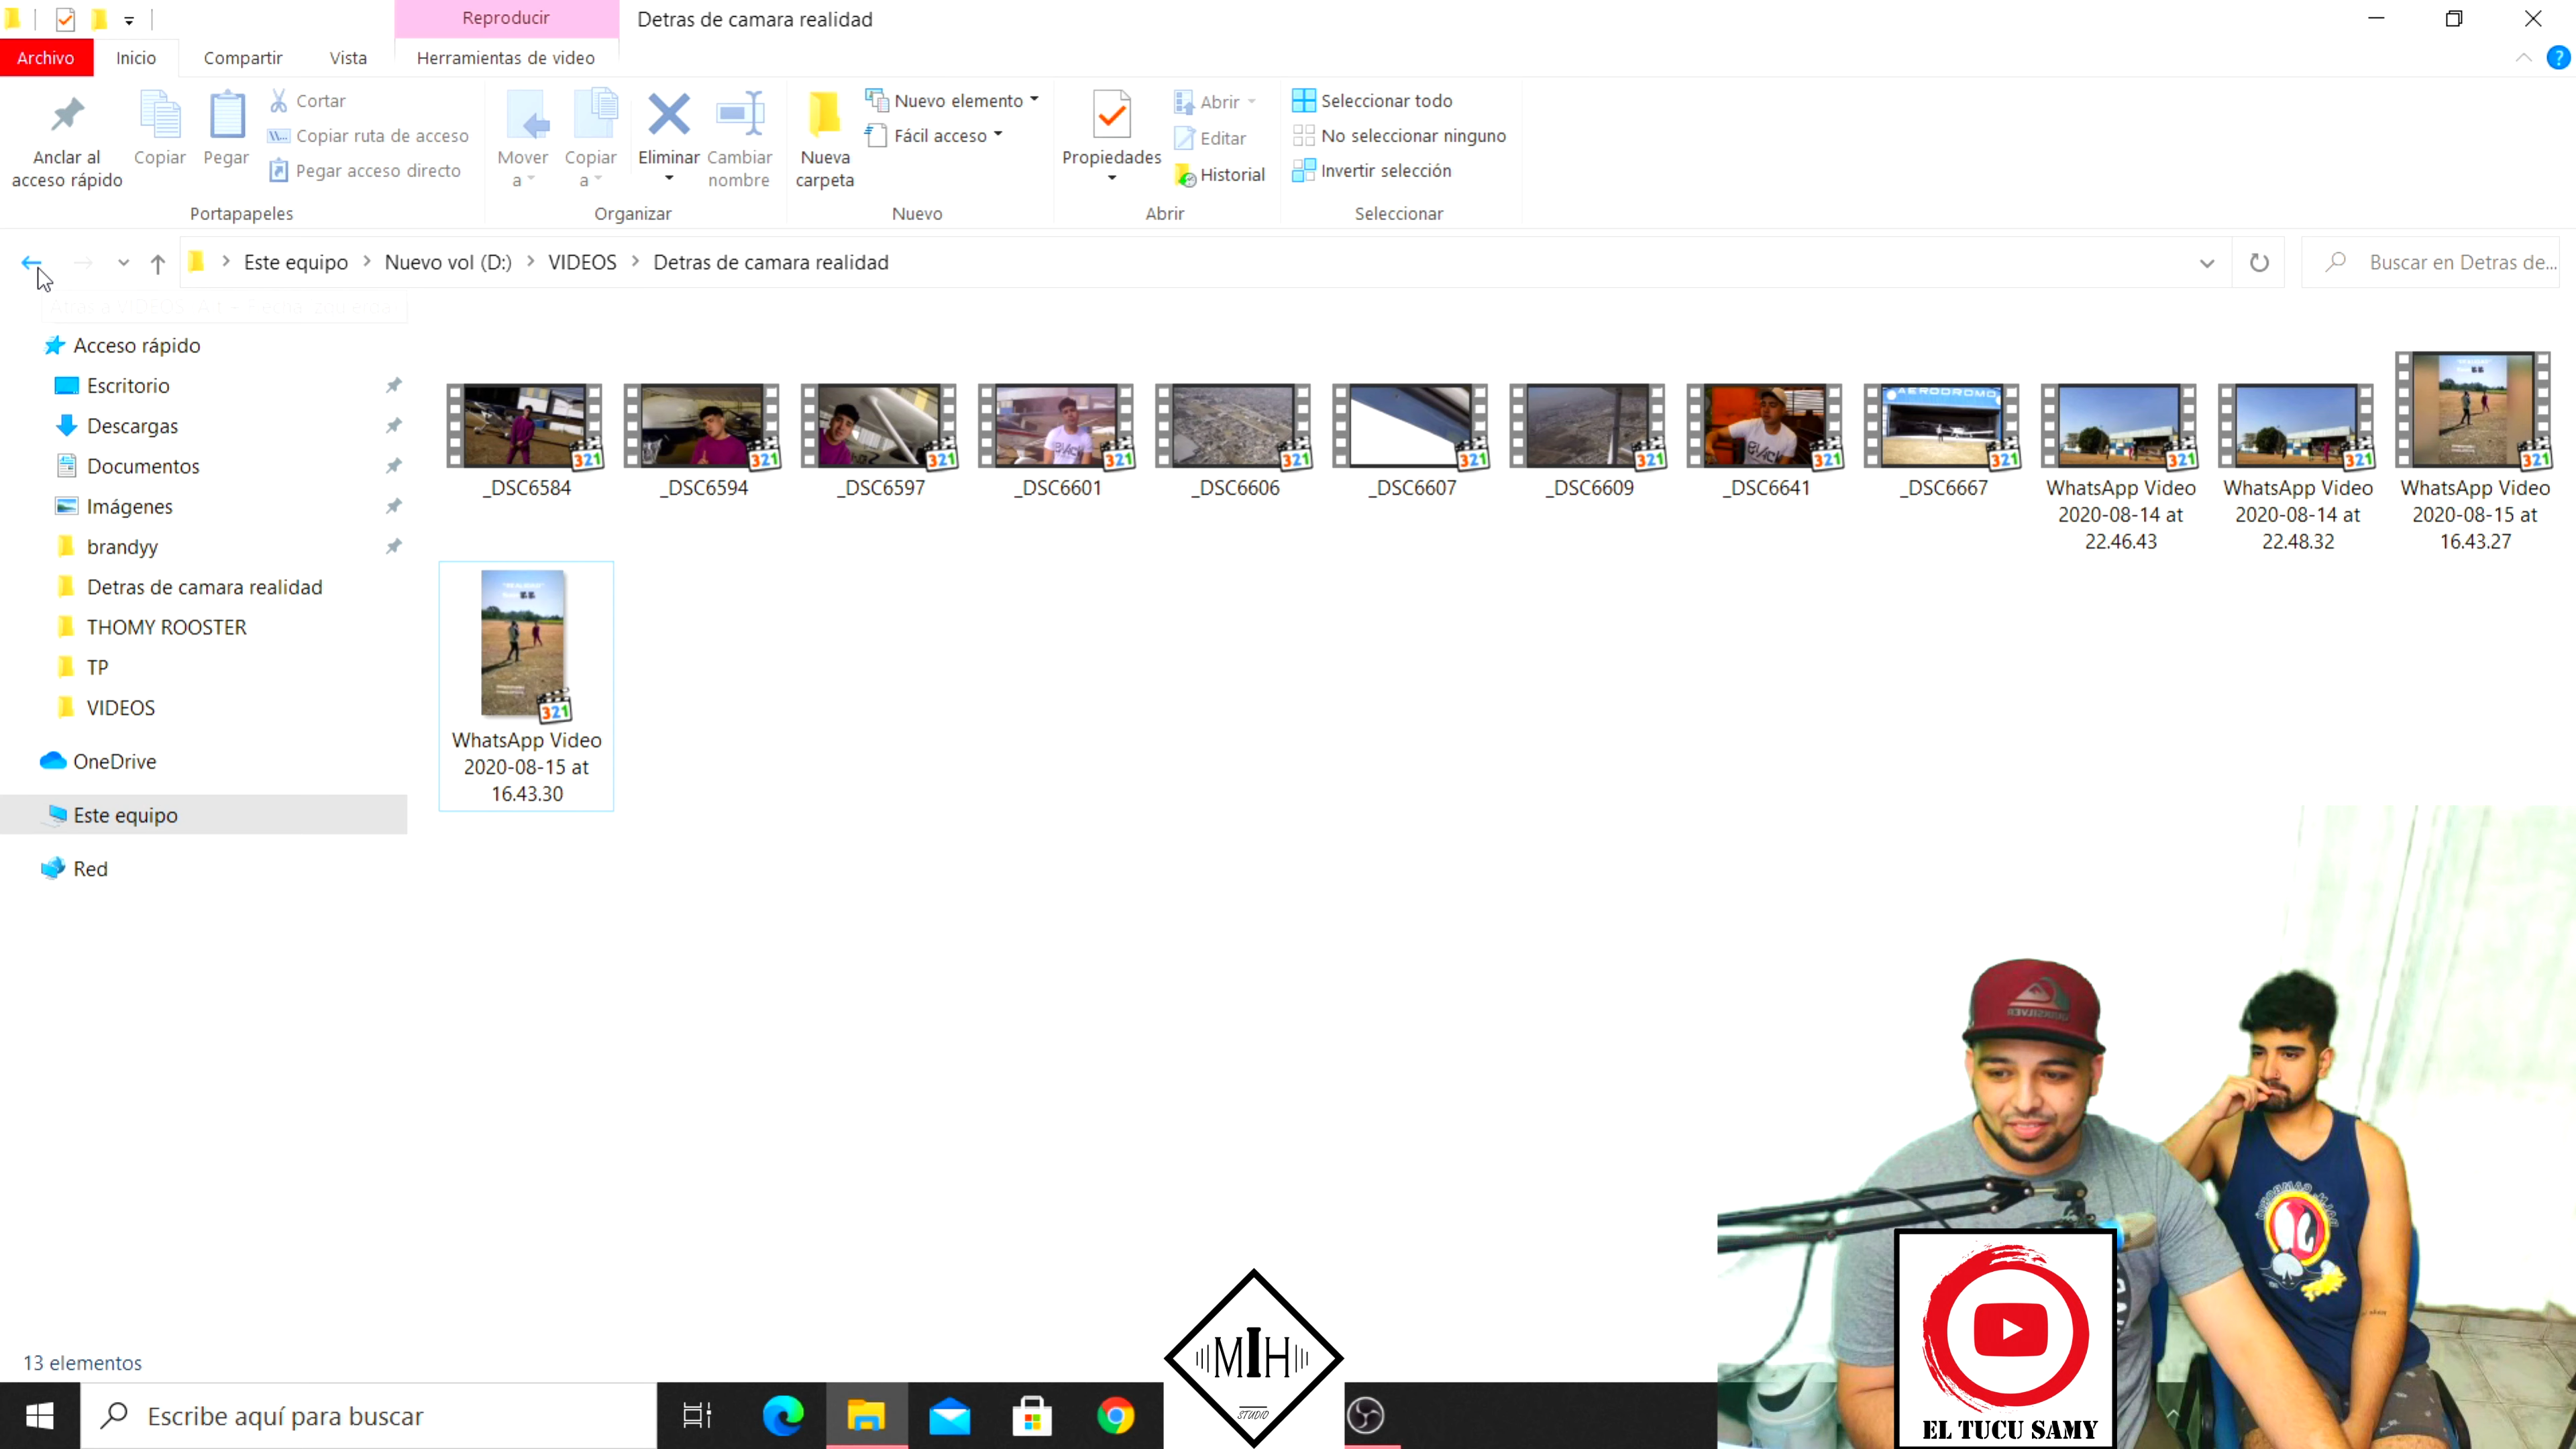 Reproducir
Detras de camara realidad
Archivo
Inicio
Compartir
Vista
Herramientas de video
?
Anclar al
acceso rápido
Copiar
Pegar
Cortar
Copiar ruta de acceso
Pegar acceso directo
Portapapeles
Mover
a
Copiar
a
Eliminar
Cambiar
nombre
Organizar
Nueva
carpeta
Nuevo elemento
Fácil acceso
Nuevo
Propiedades
Abrir
Editar
Historial
Abrir
Seleccionar todo
No seleccionar ninguno
Invertir selección
Seleccionar
Este equipo
Nuevo vol (D:)
VIDEOS
Detras de camara realidad
Buscar en Detras de...
Acceso rápido
Escritorio
Descargas
Documentos
Imágenes
brandyy
Detras de camara realidad
THOMY ROOSTER
TP
VIDEOS
OneDrive
Este equipo
Red
_DSC6584
_DSC6594
_DSC6597
_DSC6601
_DSC6606
_DSC6607
_DSC6609
_DSC6641
AERODROMO
_DSC6667
WhatsApp Video
2020-08-14 at
22.46.43
WhatsApp Video
2020-08-14 at
22.48.32
WhatsApp Video
2020-08-15 at
16.43.27
321
WhatsApp Video
2020-08-15 at
16.43.30
13 elementos
Escribe aquí para buscar
MIH
STUDIO
EL TUCU SAMY